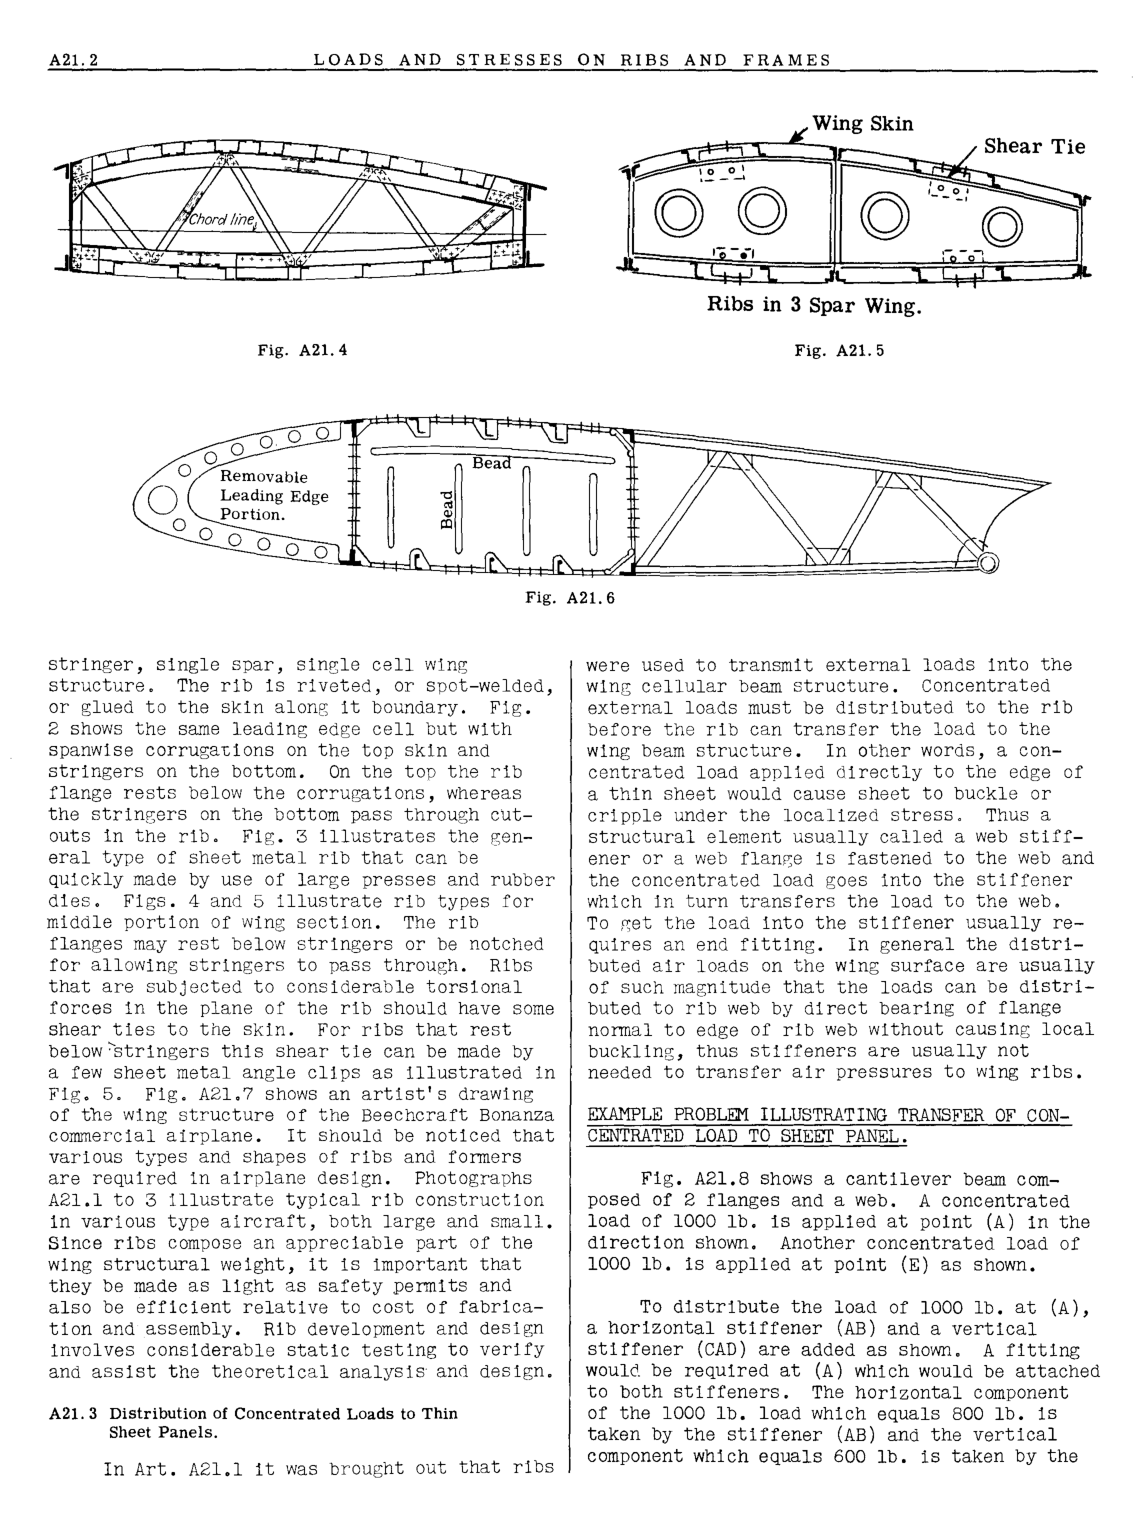 A21.2
LOADS AND STRESSES ON RIBS AND FRAMES
Chord line
Fig. A21.4
Wing Skin
Shear Tie
Ribs in 3 Spar Wing.
Fig. A21.5
Removable
Leading Edge
Portion.
Bead
Bead
Fig. A21.6
stringer, single spar, single cell wing
structure. The rib is riveted, or spot-welded,
or glued to the skin along it boundary. Fig.
2 shows the same leading edge cell but with
spanwise corrugations on the top skin and
stringers on the bottom. On the top the rib
flange rests below the corrugations, whereas
the stringers on the bottom pass through cut-
outs in the rib. Fig. 3 illustrates the gen-
eral type of sheet metal rib that can be
quickly made by use of large presses and rubber
dies. Figs. 4 and 5 illustrate rib types for
middle portion of wing section. The rib
flanges may rest below stringers or be notched
for allowing stringers to pass through. Ribs
that are subjected to considerable torsional
forces in the plane of the rib should have some
shear ties to the skin. For ribs that rest
below stringers this shear tie can be made by
a few sheet metal angle clips as illustrated in
Fig. 5. Fig. A21.7 shows an artist's drawing
of the wing structure of the Beechcraft Bonanza
commercial airplane. It should be noticed that
various types and shapes of ribs and formers
are required in airplane design. Photographs
A21.1 to 3 illustrate typical rib construction
in various type aircraft, both large and small.
Since ribs compose an appreciable part of the
wing structural weight, it is important that
they be made as light as safety permits and
also be efficient relative to cost of fabrica-
tion and assembly. Rib development and design
involves considerable static testing to verify
and assist the theoretical analysis and design.
A21.3 Distribution of Concentrated Loads to Thin
Sheet Panels.
In Art. A21.1 it was brought out that ribs
were used to transmit external loads into the
wing cellular beam structure. Concentrated
external loads must be distributed to the rib
before the rib can transfer the load to the
wing beam structure. In other words, a con-
centrated load applied directly to the edge of
a thin sheet would cause sheet to buckle or
cripple under the localized stress. Thus a
structural element usually called a web stiff-
ener or a web flange is fastened to the web and
the concentrated load goes into the stiffener
which in turn transfers the load to the web.
To get the load into the stiffener usually re-
quires an end fitting. In general the distri-
buted air loads on the wing surface are usually
of such magnitude that the loads can be distri-
buted to rib web by direct bearing of flange
normal to edge of rib web without causing local
buckling, thus stiffeners are usually not
needed to transfer air pressures to wing ribs.
EXAMPLE PROBLEM ILLUSTRATING TRANSFER OF CON-
CENTRATED LOAD TO SHEET PANEL.
Fig. A21.8 shows a cantilever beam com-
posed of 2 flanges and a web. A concentrated
load of 1000 lb. is applied at point (A) in the
direction shown. Another concentrated load of
1000 lb. is applied at point (E) as shown.
To distribute the load of 1000 lb. at (A),
a horizontal stiffener (AB) and a vertical
stiffener (CAD) are added as shown. A fitting
would be required at (A) which would be attached
to both stiffeners. The horizontal component
of the 1000 lb. load which equals 800 lb. is
taken by the stiffener (AB) and the vertical
component which equals 600 lb. is taken by the